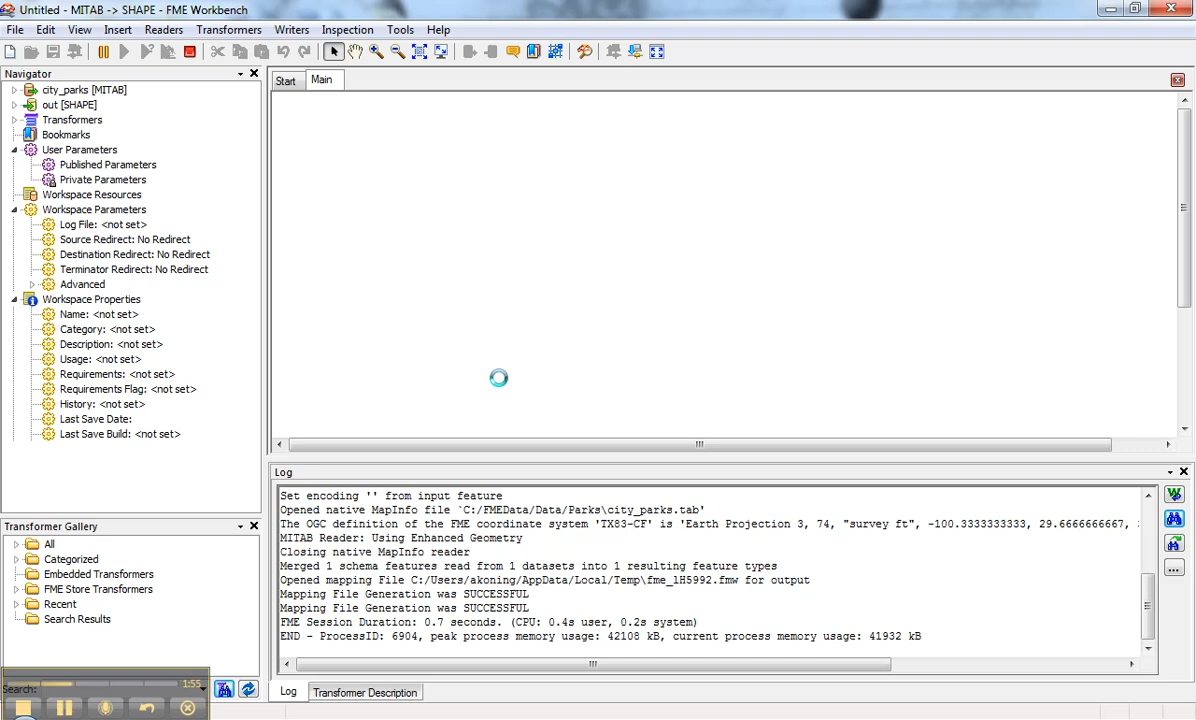 Untitled - MITAB -> SHAPE - FME Workbench
File Edit View Insert Readers Transformers Writers Inspection Tools Help
Navigator
city_parks [MITAB]
out [SHAPE]
Transformers
Bookmarks
User Parameters
Published Parameters
Private Parameters
Workspace Resources
Workspace Parameters
Log File: <not set>
Source Redirect: No Redirect
Destination Redirect: No Redirect
Terminator Redirect: No Redirect
Advanced
Workspace Properties
Name: <not set>
Category: <not set>
Description: <not set>
Usage: <not set>
Requirements: <not set>
Requirements Flag: <not set>
History: <not set>
Last Save Date:
Last Save Build: <not set>
Transformer Gallery
All
Categorized
Embedded Transformers
FME Store Transformers
Recent
Search Results
Search:
1:55
Start Main
Log
Set encoding '' from input feature
Opened native MapInfo file `C:/FMEData/Data/Parks\city_parks.tab'
The OGC definition of the FME coordinate system 'TX83-CF' is 'Earth Projection 3, 74, "survey ft", -100.3333333333, 29.6666666667,
MITAB Reader: Using Enhanced Geometry
Closing native MapInfo reader
Merged 1 schema features read from 1 datasets into 1 resulting feature types
Opened mapping File C:/Users/akoning/AppData/Local/Temp\fme_lH5992.fmw for output
Mapping File Generation was SUCCESSFUL
Mapping File Generation was SUCCESSFUL
FME Session Duration: 0.7 seconds. (CPU: 0.4s user, 0.2s system)
END - ProcessID: 6904, peak process memory usage: 42108 kB, current process memory usage: 41932 kB
Log Transformer Description